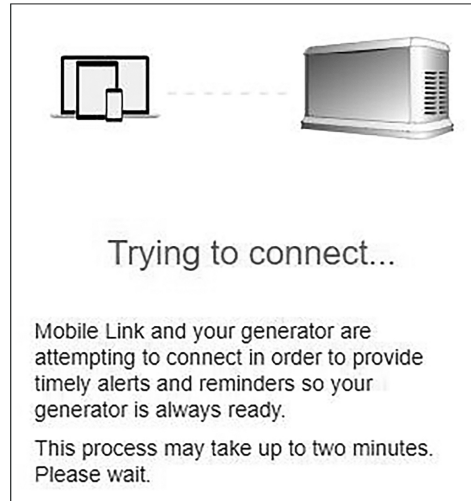 Trying to connect...
Mobile Link and your generator are
attempting to connect in order to provide
timely alerts and reminders so your
generator is always ready.
This process may take up to two minutes.
Please wait.